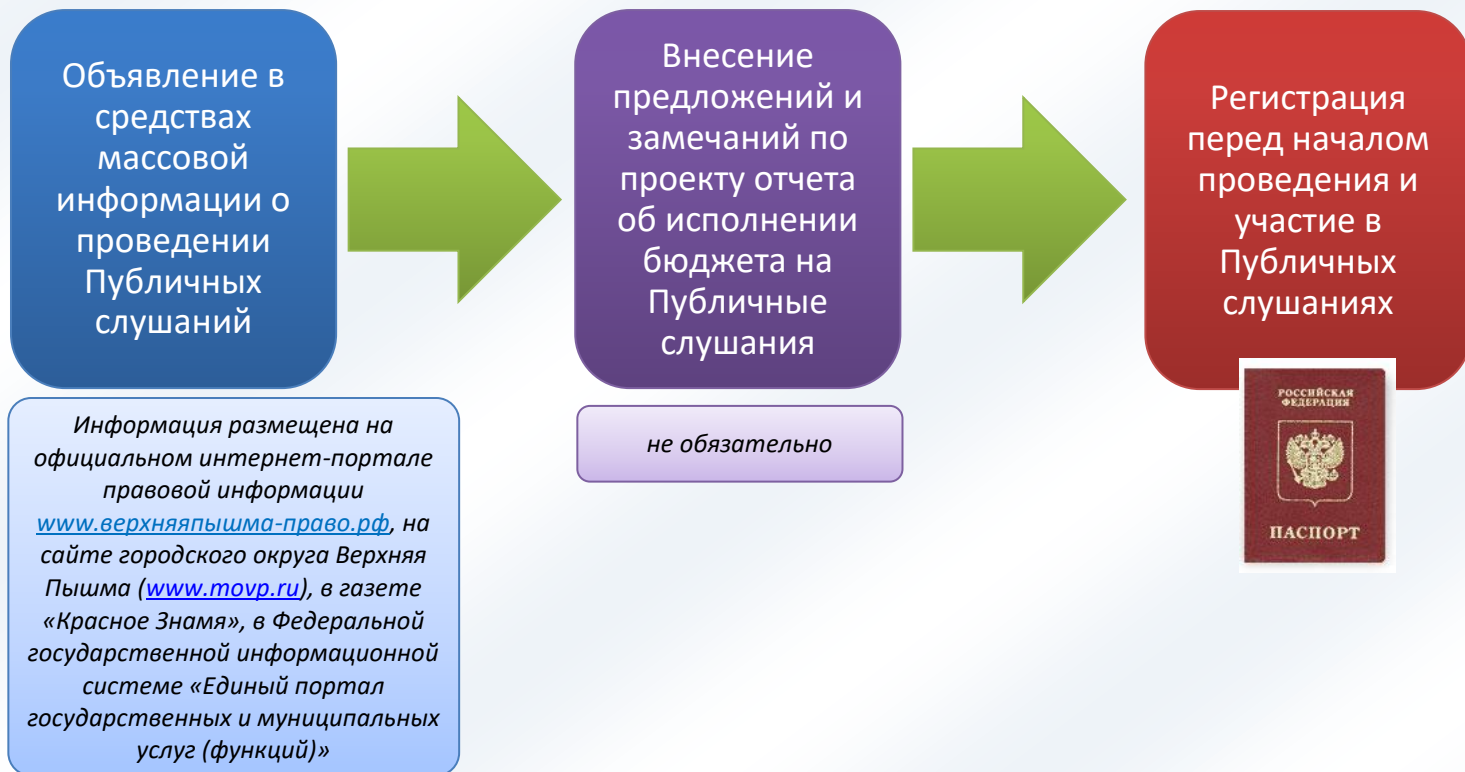 Объявление в
средствах
массовой
информации о
проведении
Публичных
слушаний
Информация размещена на
официальном интернет-портале
правовой информации
www.верхняяпышма-право.рф, на
сайте городского округа Верхняя
Пышма (www.movp.ru), в газете
«Красное Знамя», в Федеральной
государственной информационной
системе «Единый портал
государственных и муниципальных
услуг (функций)»
Внесение
предложений и
замечаний по
проекту отчета
об исполнении
бюджета на
Публичные
слушания
не обязательно
Регистрация
перед началом
проведения и
участие в
Публичных
слушаниях
РОССИЙСКАЯ
ФЕДЕРАЦИЯ
ПАСПОРТ